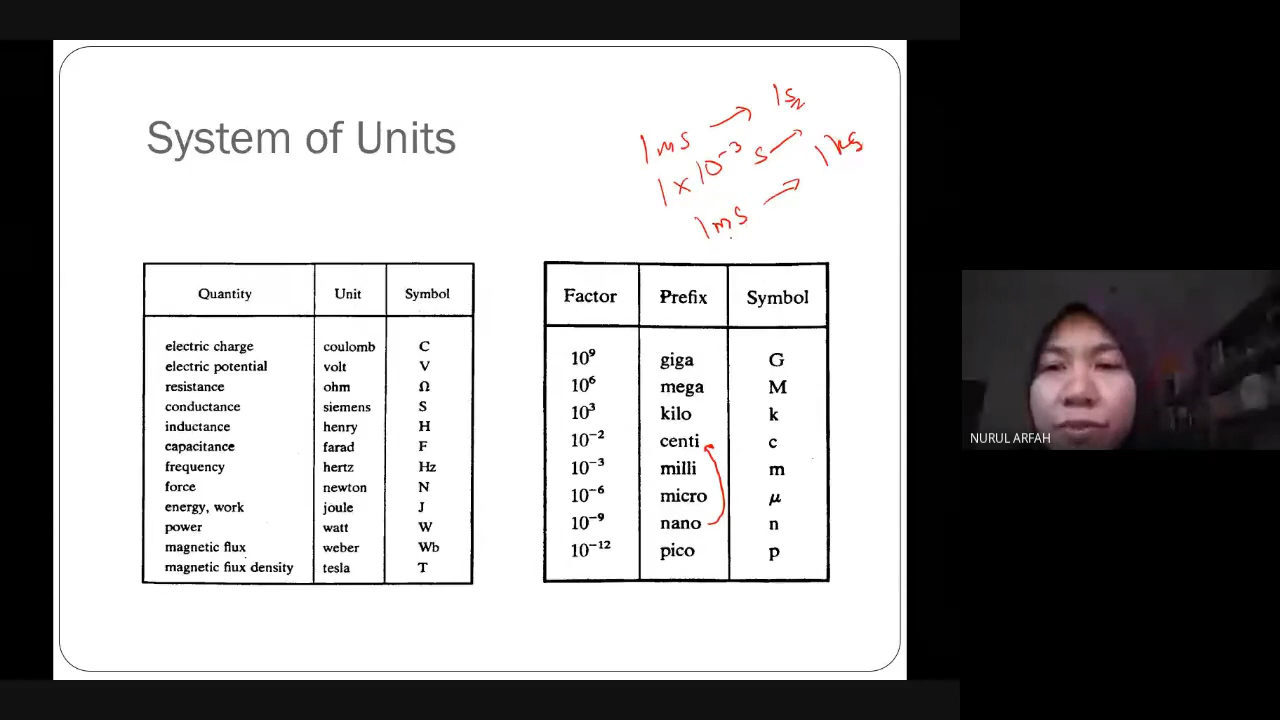 System of Units
1ms → 1s
1 × 10⁻³ s →
1ms → 1ks
Quantity Unit Symbol
electric charge coulomb C
electric potential volt V
resistance ohm Ω
conductance siemens S
inductance henry H
capacitance farad F
frequency hertz Hz
force newton N
energy, work joule J
power watt W
magnetic flux weber Wb
magnetic flux density tesla T
Factor Prefix Symbol
10⁹ giga G
10⁶ mega M
10³ kilo k
10⁻² centi c
10⁻³ milli m
10⁻⁶ micro μ
10⁻⁹ nano n
10⁻¹² pico p
NURUL ARFAH